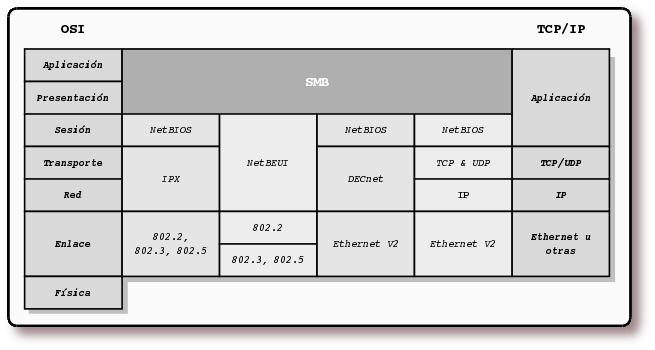 OSI TCP/IP
Aplicación
SMB
Presentación
Aplicación
Sesión NetBIOS NetBIOS NetBIOS
Transporte NetBEUI TCP & UDP TCP/UDP
IPX DECnet
Red IP IP
Enlace
802.2,
802.3, 802.5
802.2
802.3, 802.5
Ethernet V2 Ethernet V2
Ethernet u
otras
Física